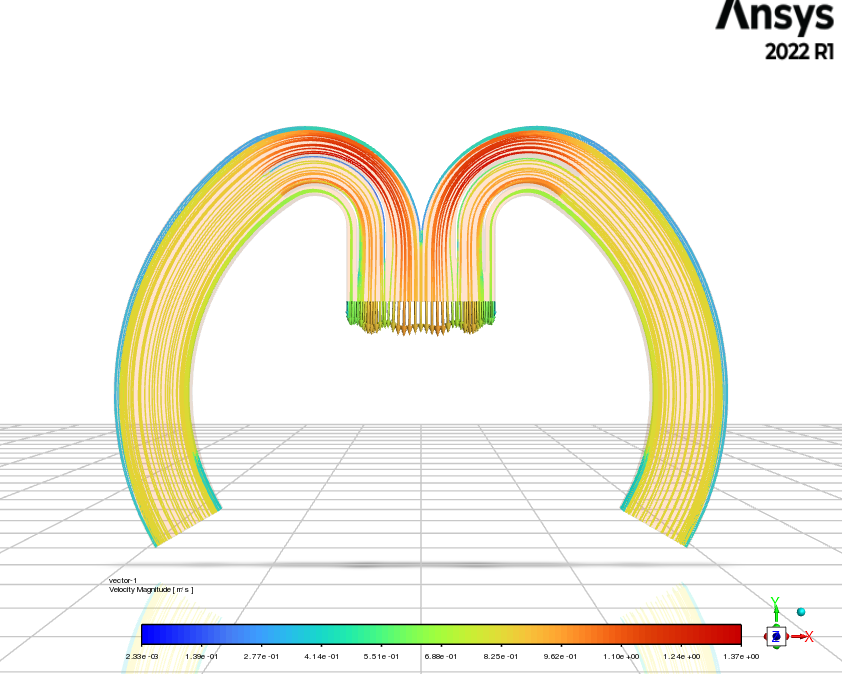 Ansys
2022 R1
vector-1
Velocity Magnitude [ m/ s ]
2.33e -03 1.39e -01 2.77e -01 4.14e -01 5.51e -01 6.88e -01 8.25e -01 9.62e -01 1.10e +00 1.24e +00 1.37e +00
Y
Z
X